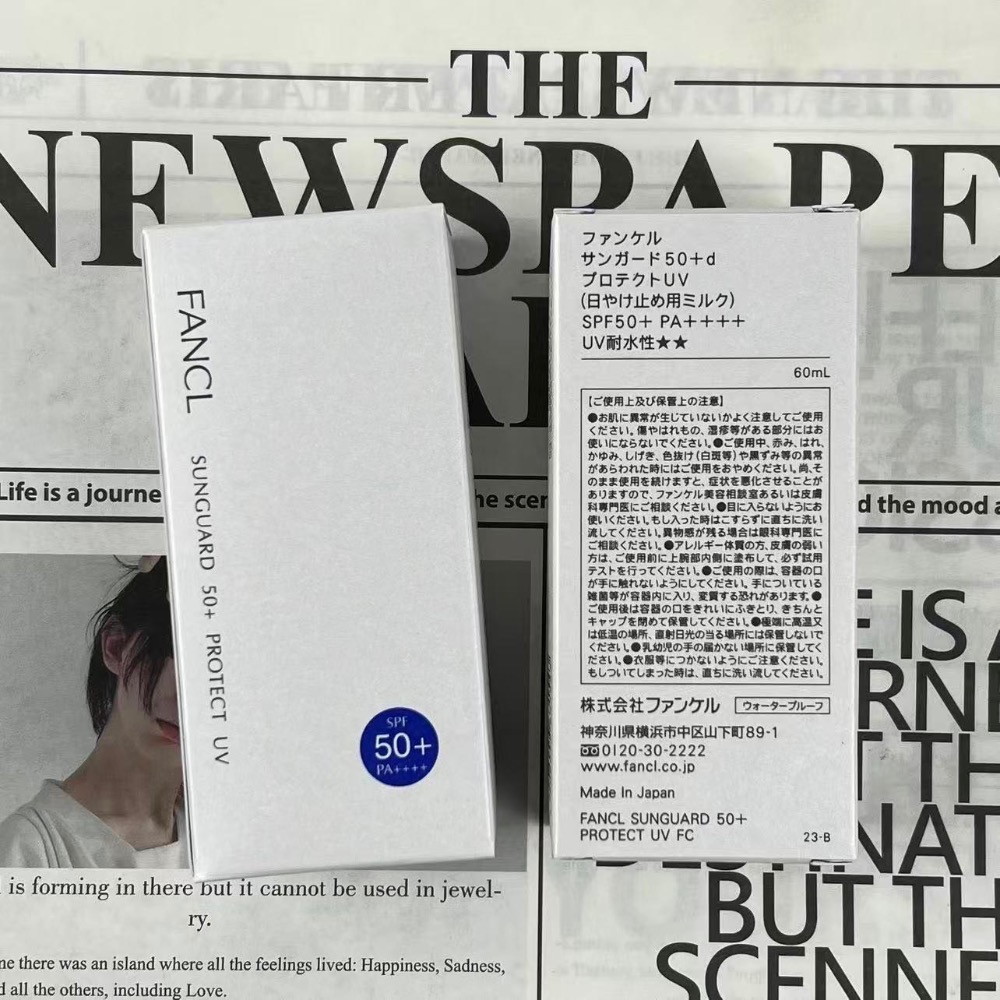 THE
NEWSPAPE
Life is a journe
he scen
d the mood a
FANCL
SUNGUARD 50+ PROTECT UV
SPF
50+
PA++++
ファンケル
サンガード50+d
プロテクトUV
(日やけ止め用ミルク)
SPF50+ PA++++
UV耐水性★★
60mL
【ご使用上及び保管上の注意】
●お肌に異常が生じていないかよく注意してご使用
ください。傷やはれもの、湿疹等がある部分にはお
使いにならないでください。●ご使用中、赤み、はれ、
かゆみ、しげき、色抜け(白斑等)や黒ずみ等の異常
があらわれた時にはご使用をおやめください。尚、そ
のまま使用を続けますと、症状を悪化させることが
ありますので、ファンケル美容相談室あるいは皮膚
科専門医にご相談ください。●目に入らないようにお
使いください。もし入った時はこすらずに直ちに洗い
流してください。異物感が残る場合は眼科専門医に
ご相談ください。●アレルギー体質の方、皮膚の弱い
方は、ご使用前に上腕部内側に塗布して、必ず試用
テストを行ってください。●ご使用の際は、容器の口
が手に触れないようにしてください。手についている
雑菌等が容器内に入り、変質する恐れがあります。●
ご使用後は容器の口をきれいにふきとり、きちんと
キャップを閉めて保管してください。●極端に高温又
は低温の場所、直射日光の当る場所には保管しないで
ください。●乳幼児の手の届かない場所に保管してく
ださい。●衣服等につかないようにご注意ください。
もしついてしまった時は、直ちに洗い流してください。
株式会社ファンケル ウォータープルーフ
神奈川県横浜市中区山下町89-1
0120-30-2222
www.fancl.co.jp
Made In Japan
FANCL SUNGUARD 50+
PROTECT UV FC
23-B
E IS A
RNE
T TH
DESTINAT
BUT TH
SCENNE
is forming in there but it cannot be used in jewel-
ry.
ne there was an island where all the feelings lived: Happiness, Sadness,
d all the others, including Love.